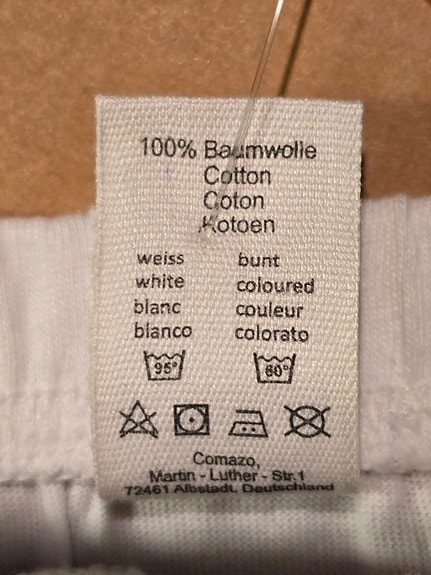 100% Baumwolle
Cotton
Coton
Kotoen
weiss bunt
white coloured
blanc couleur
blanco colorato
95° 60°
Comazo,
Martin - Luther - Str.1
72461 Albstadt, Deutschland